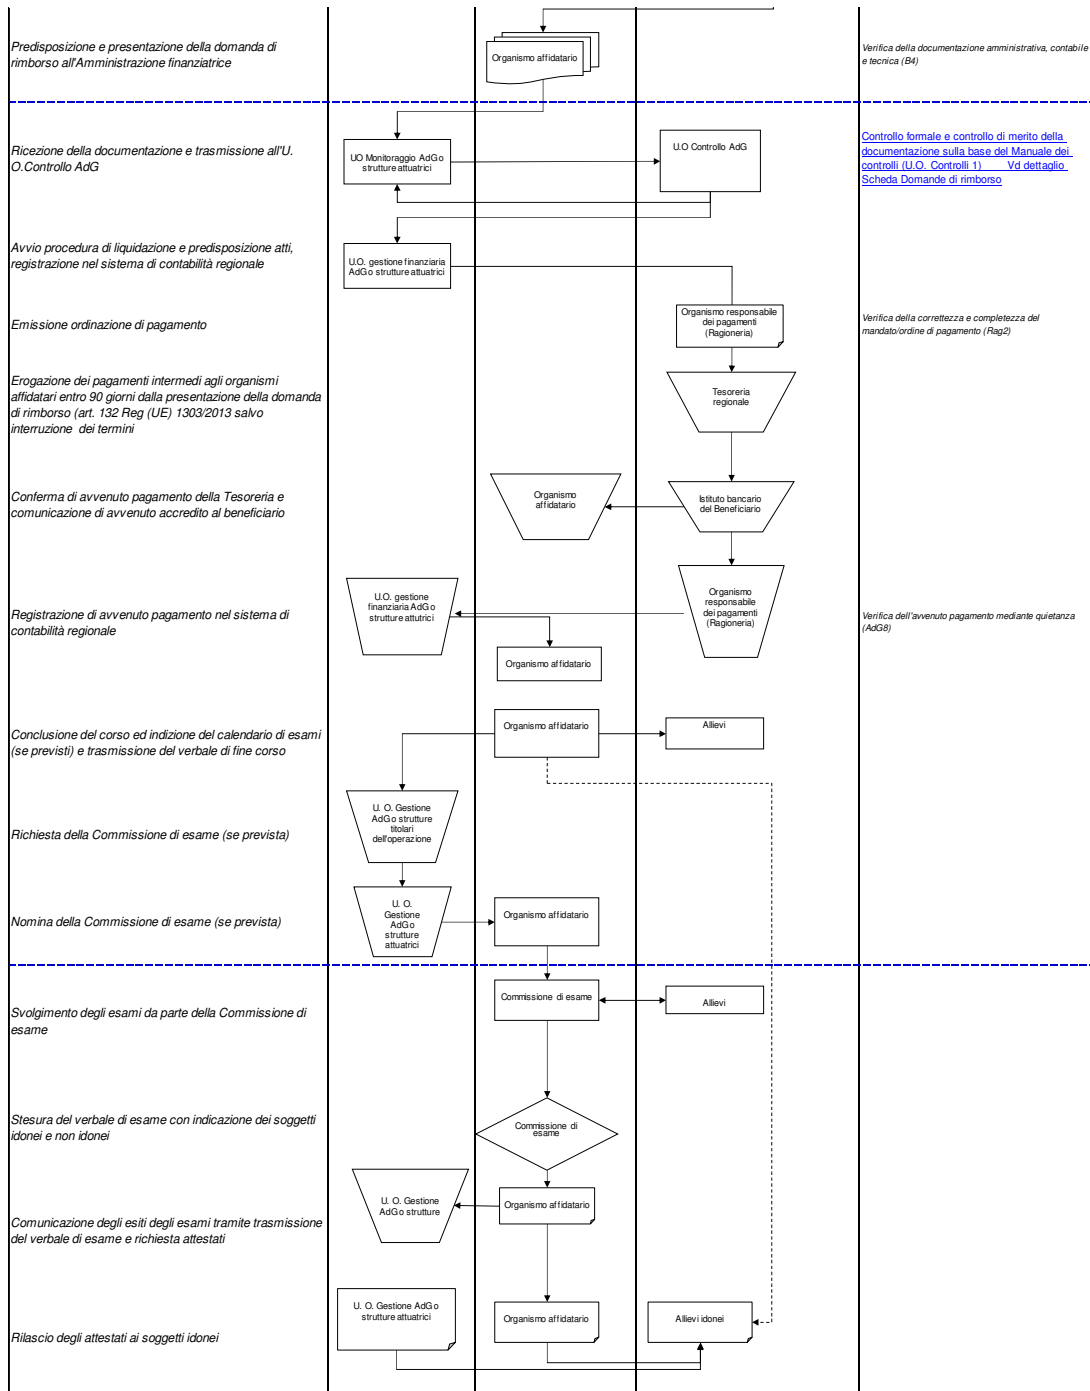 Predisposizione e presentazione della domanda di
rimborso all'Amministrazione finanziatrice
Organismo affidatario
Verifica della documentazione amministrativa, contabile
e tecnica (B4)
Ricezione della documentazione e trasmissione all'U.
O.Controllo AdG
UO Monitoraggio AdG o
strutture attuatrici
U.O Controllo AdG
Controllo formale e controllo di merito della
documentazione sulla base del Manuale dei
controlli (U.O. Controlli 1) Vd dettaglio
Scheda Domande di rimborso
Avvio procedura di liquidazione e predisposizione atti,
registrazione nel sistema di contabilità regionale
U.O. gestione finanziaria
AdG o strutture attuatrici
Emissione ordinazione di pagamento
Organismo responsabile
dei pagamenti
(Ragioneria)
Verifica della correttezza e completezza del
mandato/ordine di pagamento (Rag2)
Erogazione dei pagamenti intermedi agli organismi
affidatari entro 90 giorni dalla presentazione della domanda
di rimborso (art. 132 Reg (UE) 1303/2013 salvo
interruzione dei termini
Tesoreria
regionale
Conferma di avvenuto pagamento della Tesoreria e
comunicazione di avvenuto accredito al beneficiario
Organismo
affidatario
Istituto bancario
del Beneficiario
Registrazione di avvenuto pagamento nel sistema di
contabilità regionale
U.O. gestione
finanziaria AdG o
strutture attutrici
Organismo
responsabile
dei pagamenti
(Ragioneria)
Verifica dell'avvenuto pagamento mediante quietanza
(AdG8)
Organismo affidatario
Conclusione del corso ed indizione del calendario di esami
(se previsti) e trasmissione del verbale di fine corso
Organismo affidatario
Allievi
Richiesta della Commissione di esame (se prevista)
U. O. Gestione
AdG o strutture
titolari
dell'operazione
Nomina della Commissione di esame (se prevista)
U. O.
Gestione
AdG o
strutture
attuatrici
Organismo affidatario
Svolgimento degli esami da parte della Commissione di
esame
Commissione di esame
Allievi
Stesura del verbale di esame con indicazione dei soggetti
idonei e non idonei
Commissione di
esame
Comunicazione degli esiti degli esami tramite trasmissione
del verbale di esame e richiesta attestati
U. O. Gestione
AdG o strutture
Organismo affidatario
Rilascio degli attestati ai soggetti idonei
U. O. Gestione AdG o
strutture attuatrici
Organismo affidatario
Allievi idonei